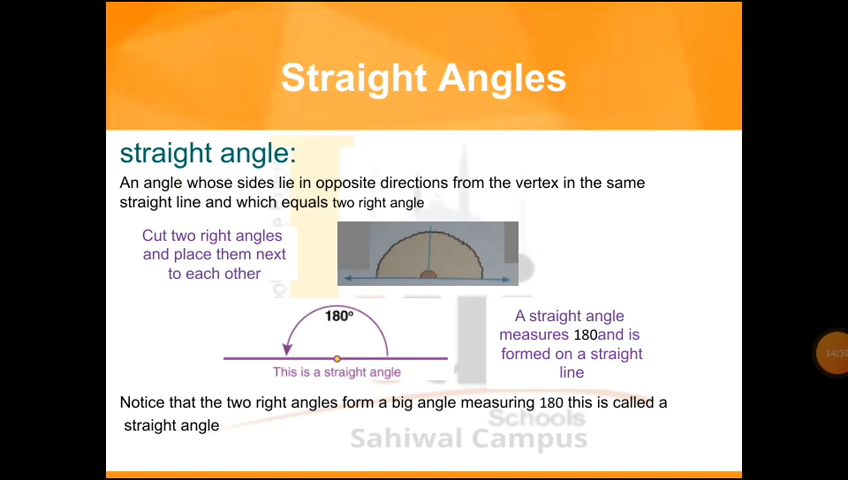 Straight Angles
straight angle:
An angle whose sides lie in opposite directions from the vertex in the same
straight line and which equals two right angle
Cut two right angles
and place them next
to each other
180º
This is a straight angle
A straight angle
measures 180and is
formed on a straight
line
Notice that the two right angles form a big angle measuring 180 this is called a
straight angle
Schools
Sahiwal Campus